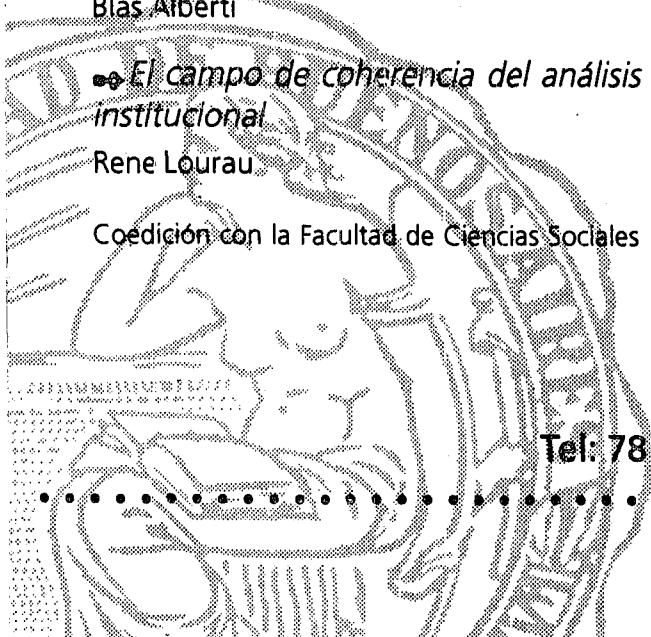 Blas Alberti
El campo de coherencia del análisis
institucional
Rene Lourau
Coedición con la Facultad de Ciencias Sociales
Tel: 78